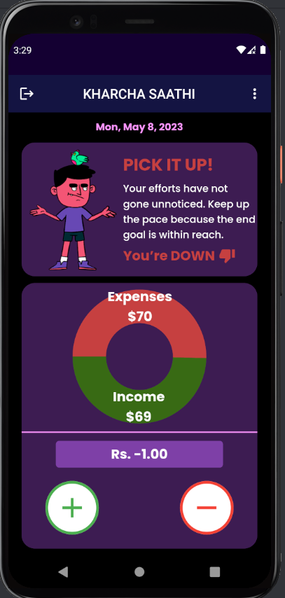 3:29
KHARCHA SAATHI
Mon, May 8, 2023
PICK IT UP!
Your efforts have not
gone unnoticed. Keep up
the pace because the end
goal is within reach.
You're DOWN
Expenses
$70
Income
$69
Rs. -1.00